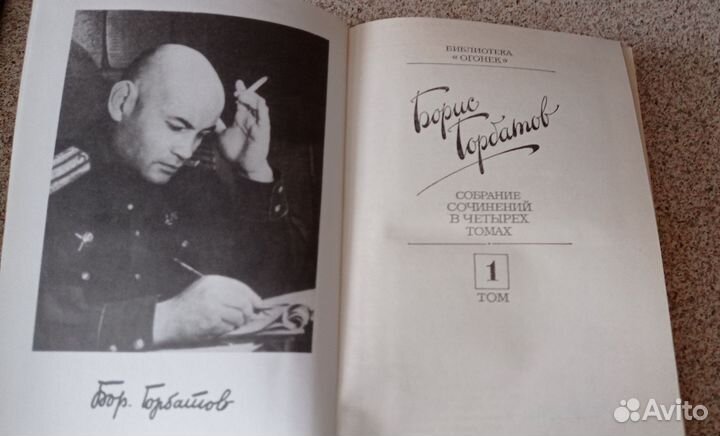 Бор. Горбатов
БИБЛИОТЕКА
«ОГОНЕК»
Борис
Горбатов
СОБРАНИЕ
СОЧИНЕНИЙ
В ЧЕТЫРЕХ
ТОМАХ
1
ТОМ
Avito